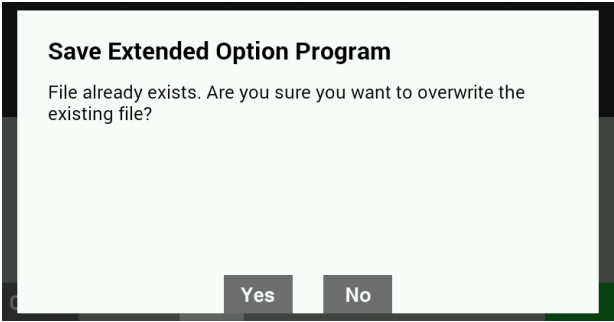 Save Extended Option Program
File already exists. Are you sure you want to overwrite the
existing file?
Yes No